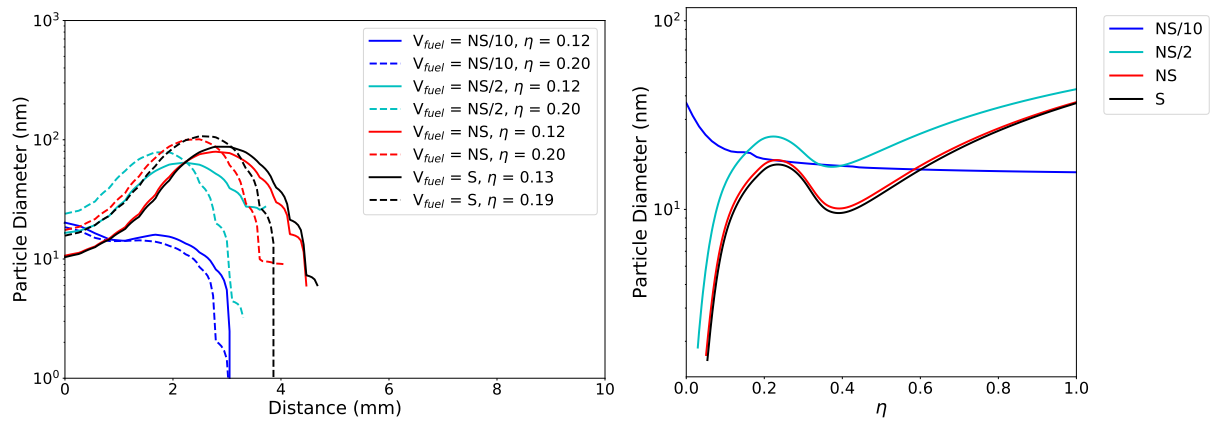 10³
10²
10¹
10⁰
Particle Diameter (nm)
0 2 4 6 8 10
Distance (mm)
V_fuel = NS/10, η = 0.12
V_fuel = NS/10, η = 0.20
V_fuel = NS/2, η = 0.12
V_fuel = NS/2, η = 0.20
V_fuel = NS, η = 0.12
V_fuel = NS, η = 0.20
V_fuel = S, η = 0.13
V_fuel = S, η = 0.19
10²
10¹
Particle Diameter (nm)
0.0 0.2 0.4 0.6 0.8 1.0
η
NS/10
NS/2
NS
S